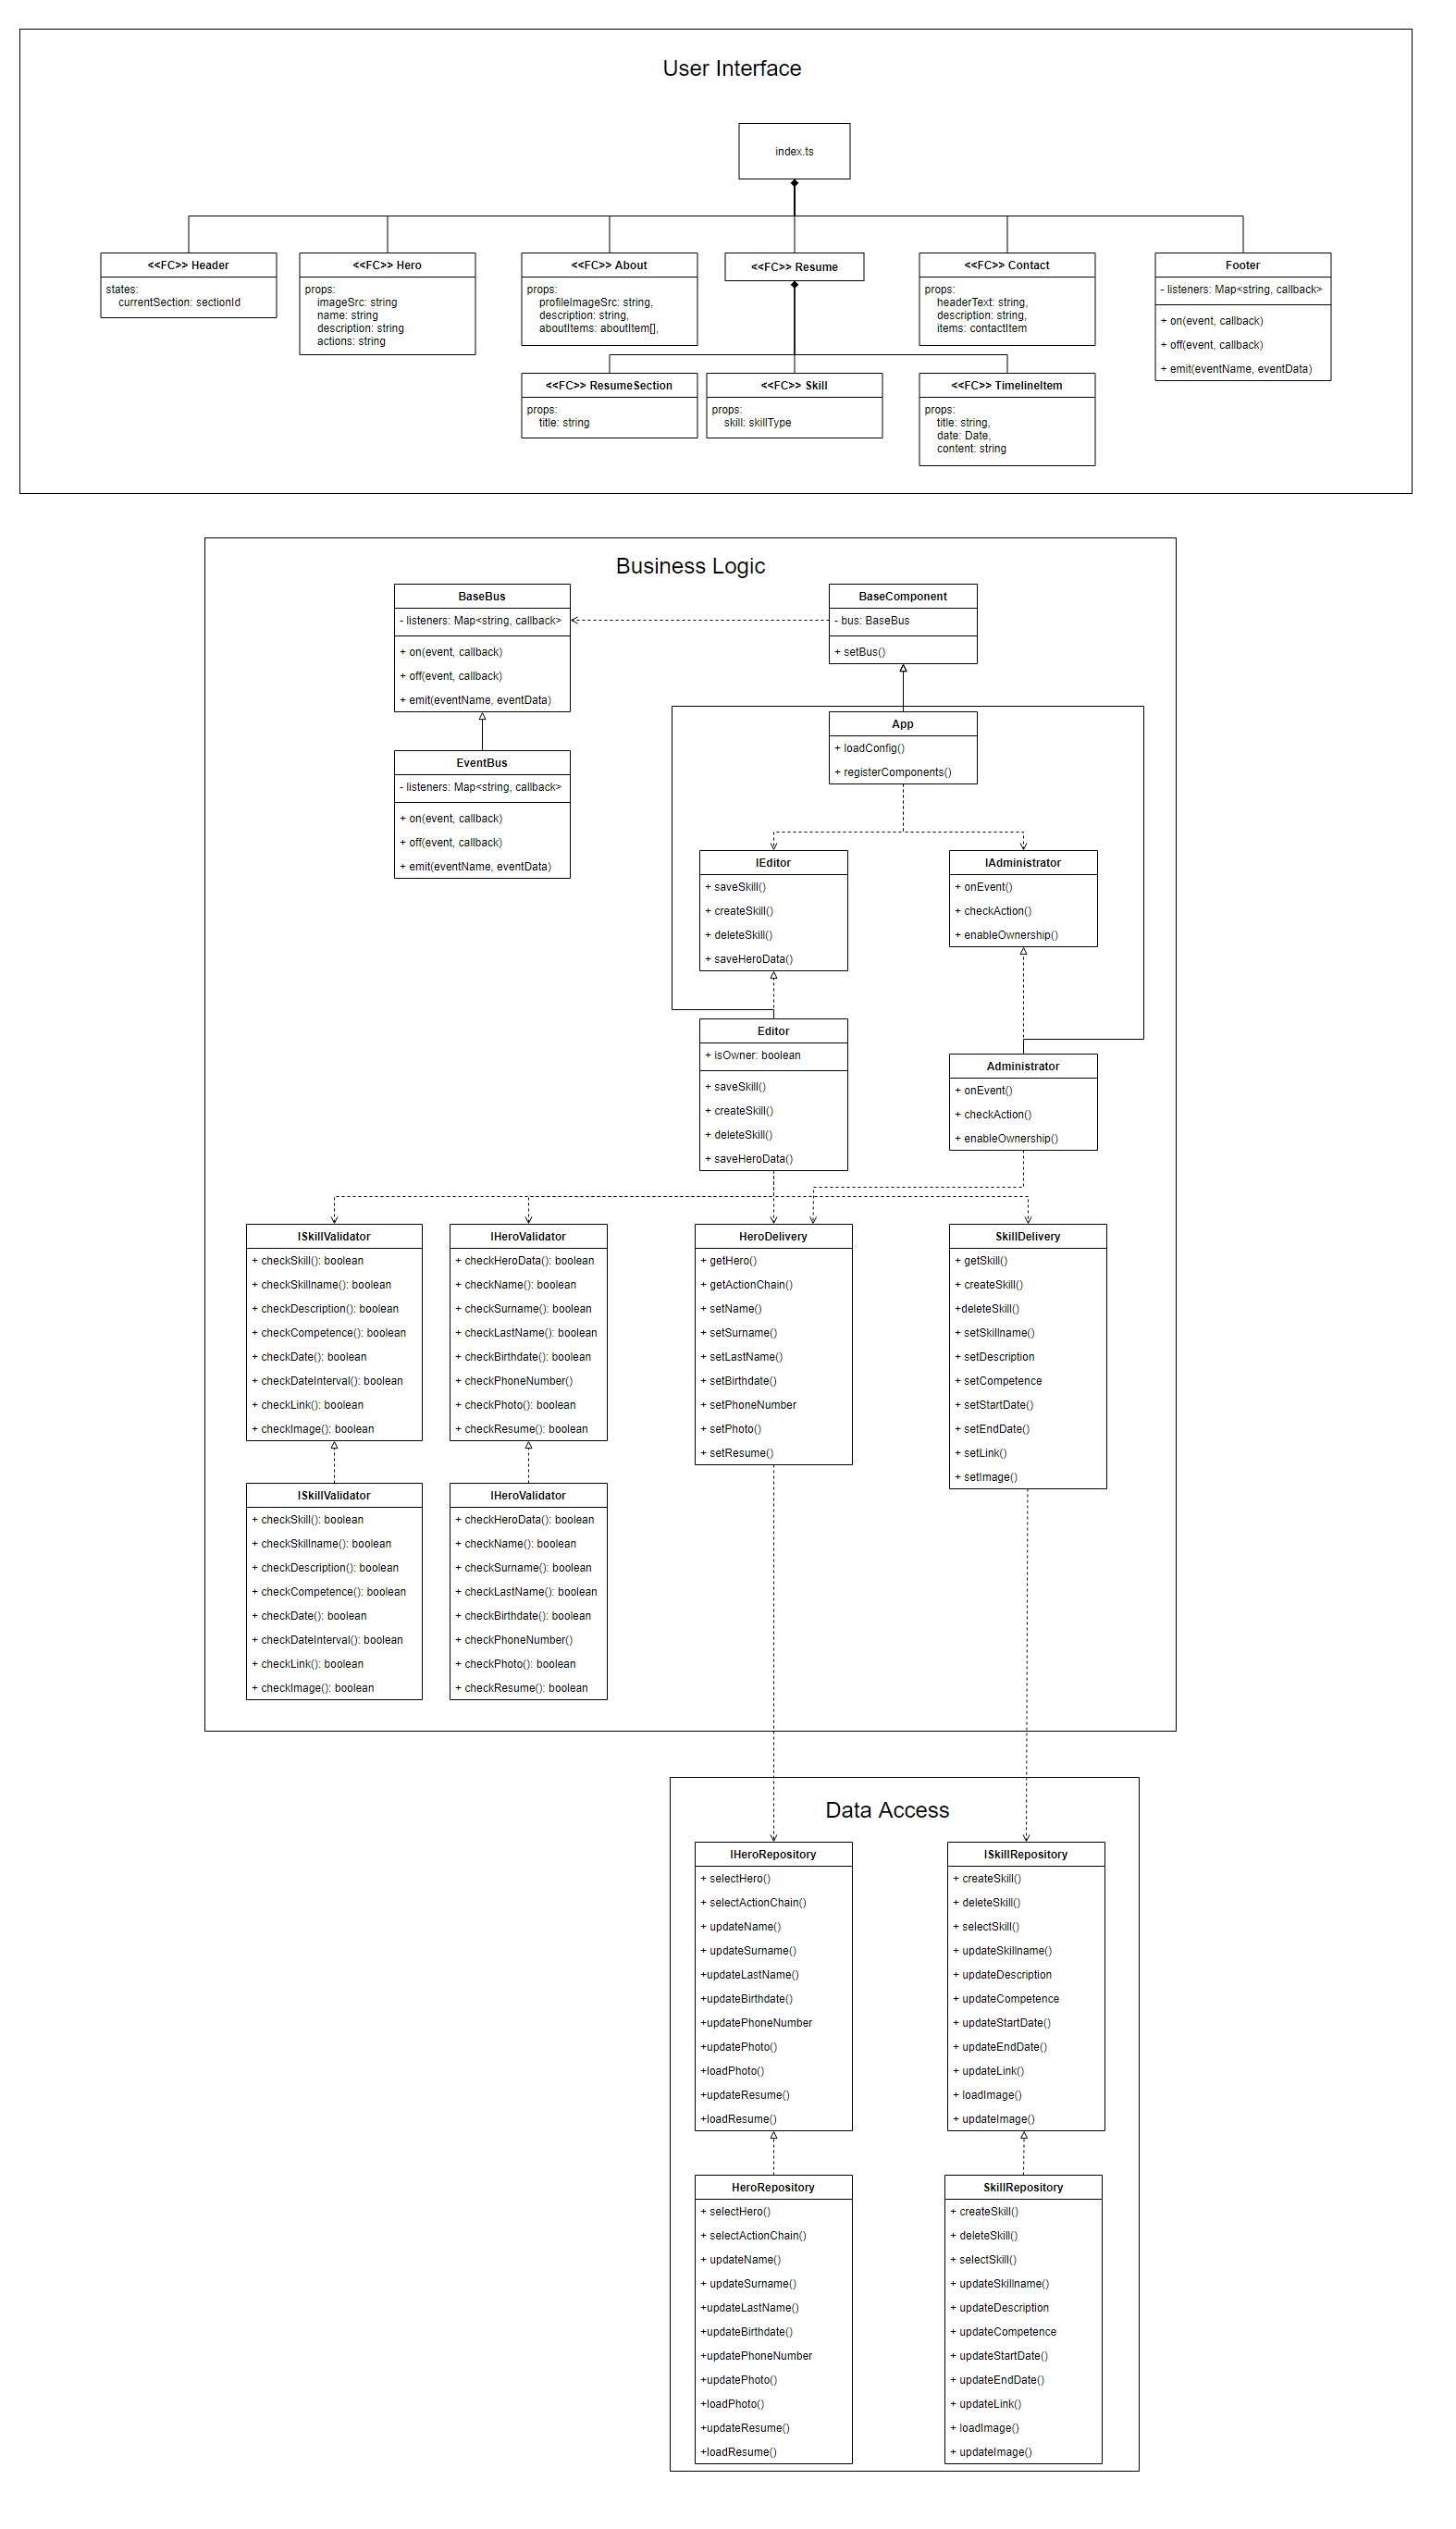 User Interface
index.ts
<<FC>> Header
states:
currentSection: sectionId
<<FC>> Hero
props:
imageSrc: string
name: string
description: string
actions: string
<<FC>> About
props:
profileImageSrc: string,
description: string,
aboutItems: aboutItem[],
<<FC>> Resume
<<FC>> Contact
props:
headerText: string,
description: string,
items: contactItem
Footer
- listeners: Map<string, callback>
+ on(event, callback)
+ off(event, callback)
+ emit(eventName, eventData)
<<FC>> ResumeSection
props:
title: string
<<FC>> Skill
props:
skill: skillType
<<FC>> TimelineItem
props:
title: string,
date: Date,
content: string
Business Logic
BaseBus
- listeners: Map<string, callback>
+ on(event, callback)
+ off(event, callback)
+ emit(eventName, eventData)
BaseComponent
- bus: BaseBus
+ setBus()
EventBus
- listeners: Map<string, callback>
+ on(event, callback)
+ off(event, callback)
+ emit(eventName, eventData)
App
+ loadConfig()
+ registerComponents()
IEditor
+ saveSkill()
+ createSkill()
+ deleteSkill()
+ saveHeroData()
IAdministrator
+ onEvent()
+ checkAction()
+ enableOwnership()
Editor
+ isOwner: boolean
+ saveSkill()
+ createSkill()
+ deleteSkill()
+ saveHeroData()
Administrator
+ onEvent()
+ checkAction()
+ enableOwnership()
ISkillValidator
+ checkSkill(): boolean
+ checkSkillname(): boolean
+ checkDescription(): boolean
+ checkCompetence(): boolean
+ checkDate(): boolean
+ checkDateInterval(): boolean
+ checkLink(): boolean
+ checkImage(): boolean
IHeroValidator
+ checkHeroData(): boolean
+ checkName(): boolean
+ checkSurname(): boolean
+ checkLastName(): boolean
+ checkBirthdate(): boolean
+ checkPhoneNumber()
+ checkPhoto(): boolean
+ checkResume(): boolean
HeroDelivery
+ getHero()
+ getActionChain()
+ setName()
+ setSurname()
+ setLastName()
+ setBirthdate()
+ setPhoneNumber
+ setPhoto()
+ setResume()
SkillDelivery
+ getSkill()
+ createSkill()
+deleteSkill()
+ setSkillname()
+ setDescription
+ setCompetence
+ setStartDate()
+ setEndDate()
+ setLink()
+ setImage()
ISkillValidator
+ checkSkill(): boolean
+ checkSkillname(): boolean
+ checkDescription(): boolean
+ checkCompetence(): boolean
+ checkDate(): boolean
+ checkDateInterval(): boolean
+ checkLink(): boolean
+ checkImage(): boolean
IHeroValidator
+ checkHeroData(): boolean
+ checkName(): boolean
+ checkSurname(): boolean
+ checkLastName(): boolean
+ checkBirthdate(): boolean
+ checkPhoneNumber()
+ checkPhoto(): boolean
+ checkResume(): boolean
Data Access
IHeroRepository
+ selectHero()
+ selectActionChain()
+ updateName()
+ updateSurname()
+updateLastName()
+updateBirthdate()
+updatePhoneNumber
+updatePhoto()
+loadPhoto()
+updateResume()
+loadResume()
ISkillRepository
+ createSkill()
+ deleteSkill()
+ selectSkill()
+ updateSkillname()
+ updateDescription
+ updateCompetence
+ updateStartDate()
+ updateEndDate()
+ updateLink()
+ loadImage()
+ updateImage()
HeroRepository
+ selectHero()
+ selectActionChain()
+ updateName()
+ updateSurname()
+updateLastName()
+updateBirthdate()
+updatePhoneNumber
+updatePhoto()
+loadPhoto()
+updateResume()
+loadResume()
SkillRepository
+ createSkill()
+ deleteSkill()
+ selectSkill()
+ updateSkillname()
+ updateDescription
+ updateCompetence
+ updateStartDate()
+ updateEndDate()
+ updateLink()
+ loadImage()
+ updateImage()